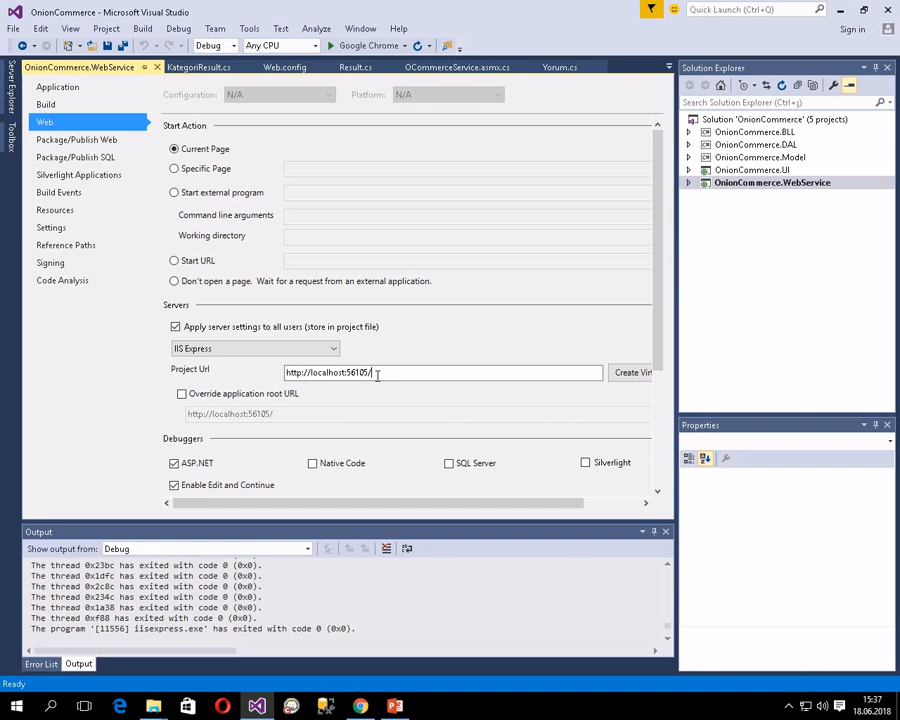 OnionCommerce - Microsoft Visual Studio
Quick Launch (Ctrl+Q)
File Edit View Project Build Debug Team Tools Test Analyze Window Help
Sign in
Debug Any CPU Google Chrome
Server Explorer
Toolbox
OnionCommerce.WebService KategoriResult.cs Web.config Result.cs OCommerceService.asmx.cs Yorum.cs
Application
Build
Web
Package/Publish Web
Package/Publish SQL
Silverlight Applications
Build Events
Resources
Settings
Reference Paths
Signing
Code Analysis
Configuration: N/A Platform: N/A
Start Action
Current Page
Specific Page
Start external program
Command line arguments
Working directory
Start URL
Don't open a page. Wait for a request from an external application.
Servers
Apply server settings to all users (store in project file)
IIS Express
Project Url http://localhost:56105/ Create Virt
Override application root URL
http://localhost:56105/
Debuggers
ASP.NET Native Code SQL Server Silverlight
Enable Edit and Continue
Solution Explorer
Search Solution Explorer (Ctrl+ş)
Solution 'OnionCommerce' (5 projects)
OnionCommerce.BLL
OnionCommerce.DAL
OnionCommerce.Model
OnionCommerce.UI
OnionCommerce.WebService
Properties
Output
Show output from: Debug
The thread 0x23bc has exited with code 0 (0x0).
The thread 0x1dfc has exited with code 0 (0x0).
The thread 0x2c8c has exited with code 0 (0x0).
The thread 0x234c has exited with code 0 (0x0).
The thread 0x1a38 has exited with code 0 (0x0).
The thread 0xf88 has exited with code 0 (0x0).
The program '[11556] iisexpress.exe' has exited with code 0 (0x0).
Error List Output
Ready
15:37
18.06.2018